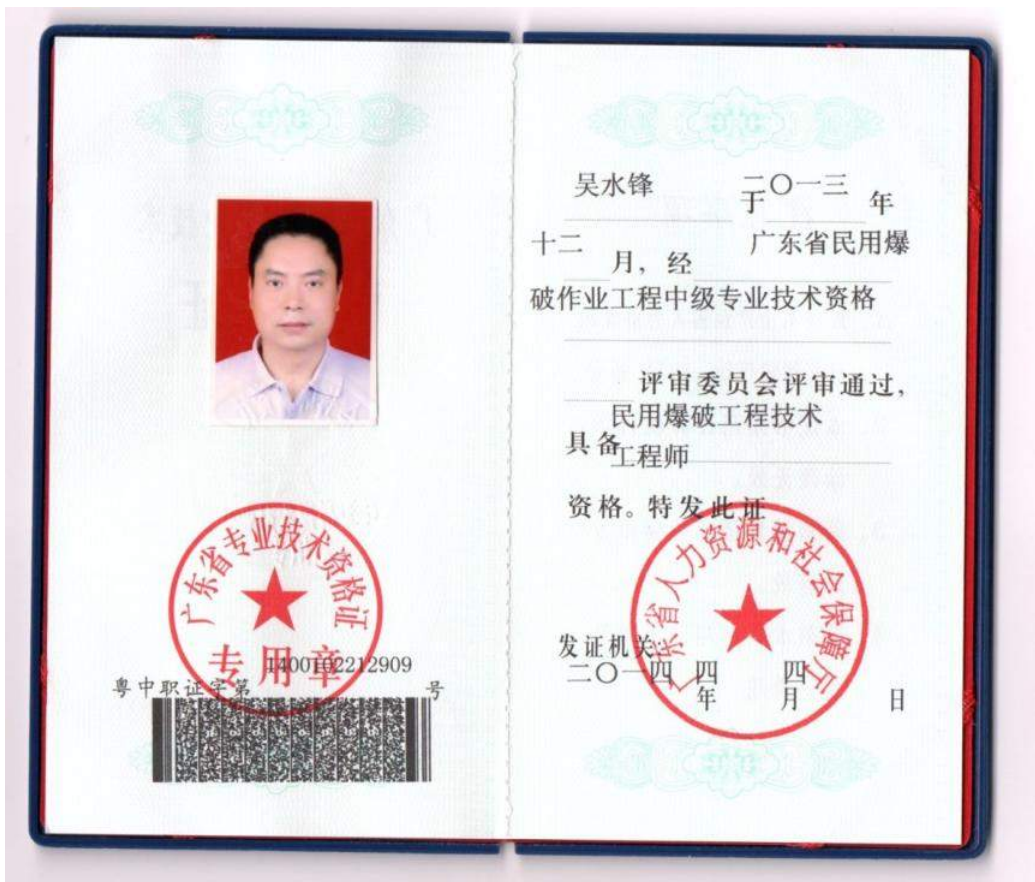 广东省专业技术资格证
专用章
1400102212909
粤中职证字第 号
吴水锋 于二〇一三年
十二月，经广东省民用爆
破作业工程中级专业技术资格
评审委员会评审通过，
民用爆破工程技术
具备工程师
资格。特发此证
广东省人力资源和社会保障厅
发证机关：
二〇一四 四 四
年 月 日